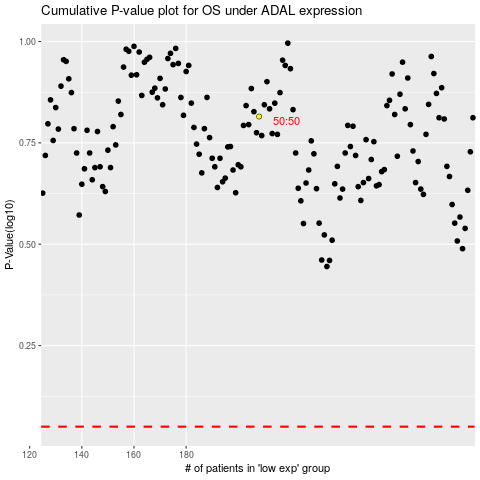 Cumulative P-value plot for OS under ADAL expression
1.00
0.75
0.50
0.25
P-Value(log10)
50:50
120 140 160 180
# of patients in 'low exp' group